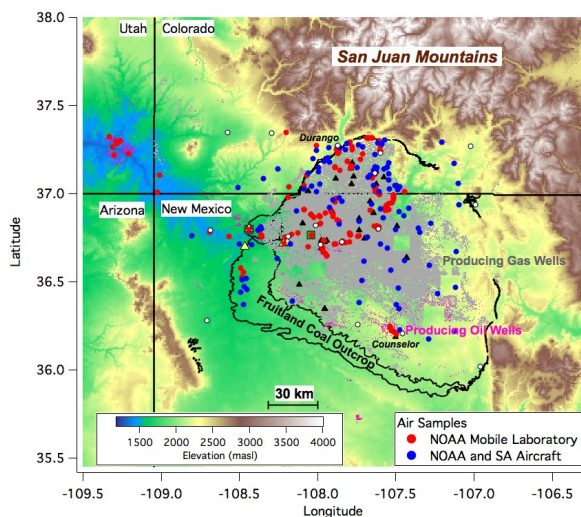 38.0
Utah
Colorado
San Juan Mountains
37.5
Durango
37.0
Arizona
New Mexico
Latitude
36.5
Producing Gas Wells
Fruitland Coal Outcrop
Producing Oil Wells
Counselor
36.0
30 km
1500 2000 2500 3000 3500 4000
Elevation (masl)
Air Samples
NOAA Mobile Laboratory
NOAA and SA Aircraft
35.5
-109.5 -109.0 -108.5 -108.0 -107.5 -107.0 -106.5
Longitude